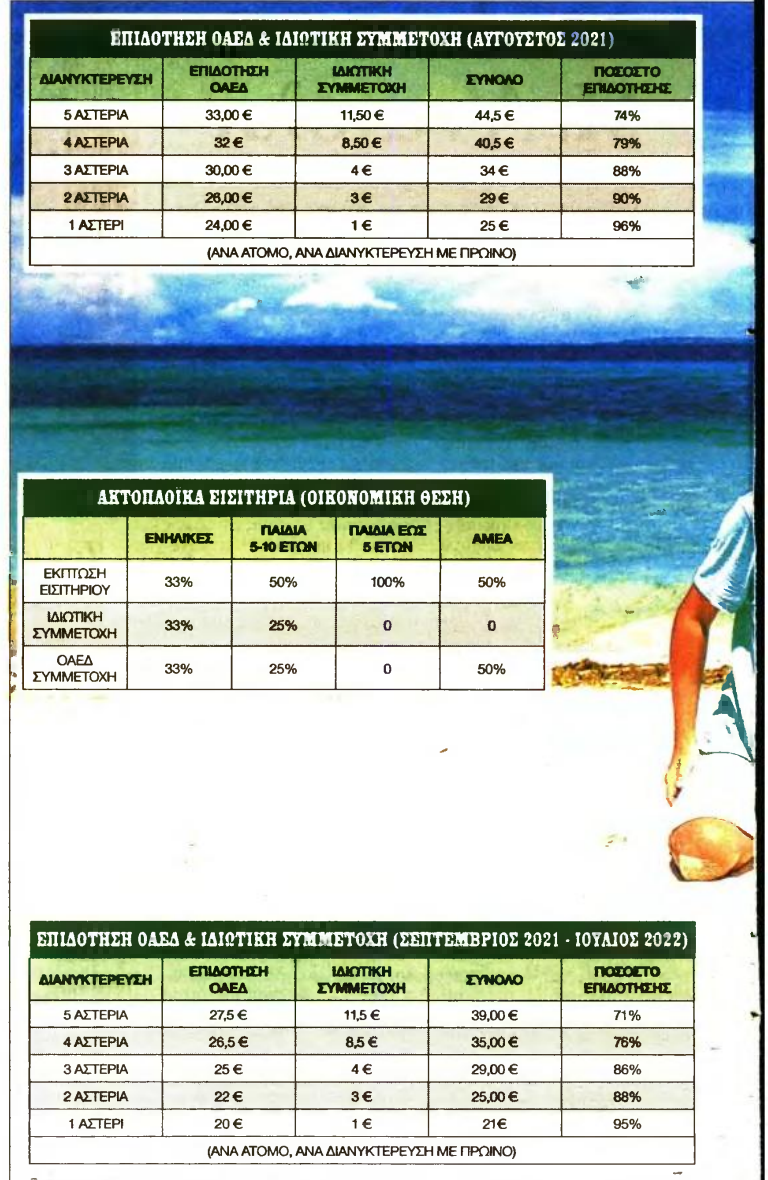 ΕΠΙΔΟΤΗΣΗ ΟΑΕΔ & ΙΔΙΩΤΙΚΗ ΣΥΜΜΕΤΟΧΗ (ΑΥΓΟΥΣΤΟΣ 2021)
ΔΙΑΝΥΚΤΕΡΕΥΣΗ ΕΠΙΔΟΤΗΣΗ ΟΑΕΔ ΙΔΙΩΤΙΚΗ ΣΥΜΜΕΤΟΧΗ ΣΥΝΟΛΟ ΠΟΣΟΣΤΟ ΕΠΙΔΟΤΗΣΗΣ
5 ΑΣΤΕΡΙΑ 33,00 € 11,50 € 44,5 € 74%
4 ΑΣΤΕΡΙΑ 32 € 8,50 € 40,5 € 79%
3 ΑΣΤΕΡΙΑ 30,00 € 4 € 34 € 88%
2 ΑΣΤΕΡΙΑ 26,00 € 3 € 29 € 90%
1 ΑΣΤΕΡΙ 24,00 € 1 € 25 € 96%
(ΑΝΑ ΑΤΟΜΟ, ΑΝΑ ΔΙΑΝΥΚΤΕΡΕΥΣΗ ΜΕ ΠΡΩΙΝΟ)
ΑΚΤΟΠΛΟΪΚΑ ΕΙΣΙΤΗΡΙΑ (ΟΙΚΟΝΟΜΙΚΗ ΘΕΣΗ)
ΕΝΗΛΙΚΕΣ ΠΑΙΔΙΑ 5-10 ΕΤΩΝ ΠΑΙΔΙΑ ΕΩΣ 5 ΕΤΩΝ ΑΜΕΑ
ΕΚΠΤΩΣΗ ΕΙΣΙΤΗΡΙΟΥ 33% 50% 100% 50%
ΙΔΙΩΤΙΚΗ ΣΥΜΜΕΤΟΧΗ 33% 25% 0 0
ΟΑΕΔ ΣΥΜΜΕΤΟΧΗ 33% 25% 0 50%
ΕΠΙΔΟΤΗΣΗ ΟΑΕΔ & ΙΔΙΩΤΙΚΗ ΣΥΜΜΕΤΟΧΗ (ΣΕΠΤΕΜΒΡΙΟΣ 2021 - ΙΟΥΛΙΟΣ 2022)
ΔΙΑΝΥΚΤΕΡΕΥΣΗ ΕΠΙΔΟΤΗΣΗ ΟΑΕΔ ΙΔΙΩΤΙΚΗ ΣΥΜΜΕΤΟΧΗ ΣΥΝΟΛΟ ΠΟΣΟΣΤΟ ΕΠΙΔΟΤΗΣΗΣ
5 ΑΣΤΕΡΙΑ 27,5 € 11,5 € 39,00 € 71%
4 ΑΣΤΕΡΙΑ 26,5 € 8,5 € 35,00 € 76%
3 ΑΣΤΕΡΙΑ 25 € 4 € 29,00 € 86%
2 ΑΣΤΕΡΙΑ 22 € 3 € 25,00 € 88%
1 ΑΣΤΕΡΙ 20 € 1 € 21€ 95%
(ΑΝΑ ΑΤΟΜΟ, ΑΝΑ ΔΙΑΝΥΚΤΕΡΕΥΣΗ ΜΕ ΠΡΩΙΝΟ)